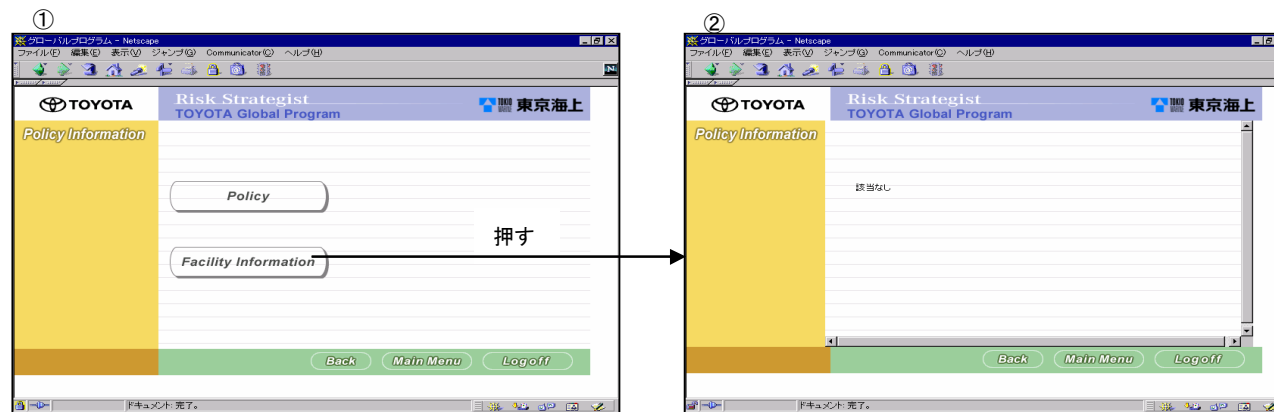 ①
グローバルプログラム - Netscape
ファイル(F) 編集(E) 表示(V) ジャンプ(G) Communicator(C) ヘルプ(H)
TOYOTA
Risk Strategist
TOYOTA Global Program
東京海上
Policy Information
Policy
Facility Information
Back
Main Menu
Logoff
ドキュメント: 完了。
押す
②
グローバルプログラム - Netscape
ファイル(F) 編集(E) 表示(V) ジャンプ(G) Communicator(C) ヘルプ(H)
TOYOTA
Risk Strategist
TOYOTA Global Program
東京海上
Policy Information
該当なし
Back
Main Menu
Logoff
ドキュメント: 完了。